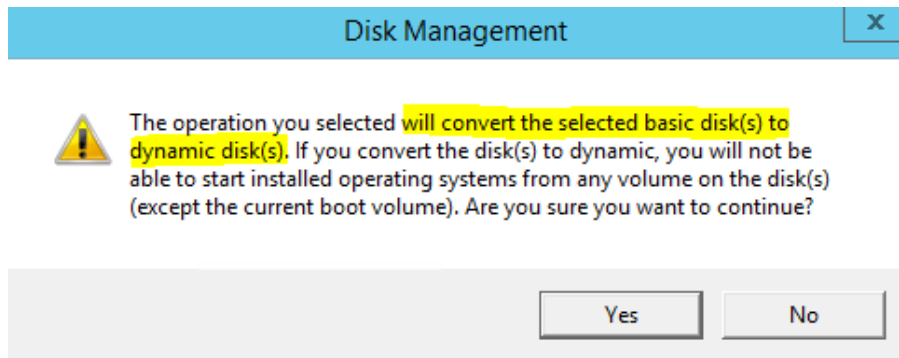 Disk Management
x
The operation you selected will convert the selected basic disk(s) to
dynamic disk(s). If you convert the disk(s) to dynamic, you will not be
able to start installed operating systems from any volume on the disk(s)
(except the current boot volume). Are you sure you want to continue?
Yes
No